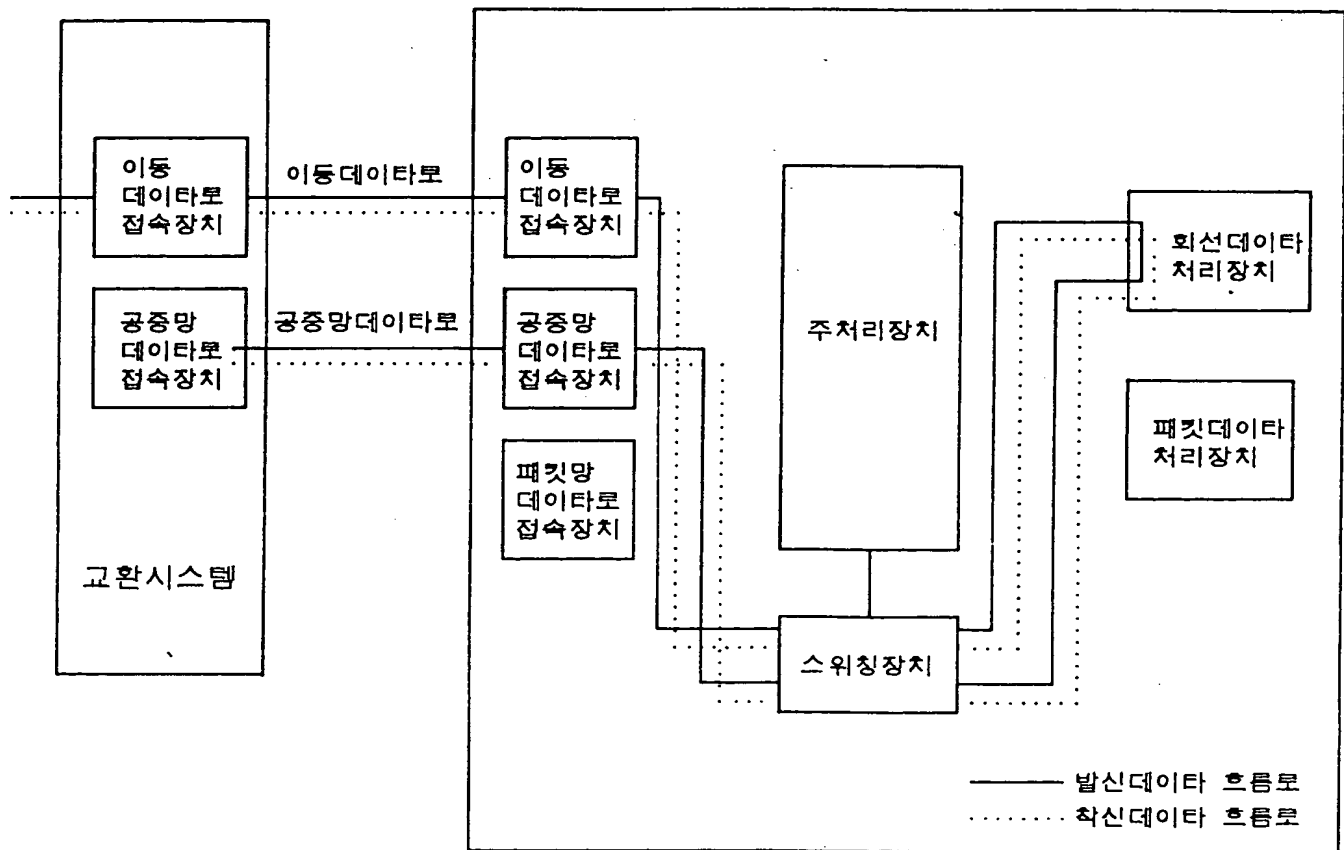 이동
데이타로
접속장치
공중망
데이타로
접속장치
교환시스템
이동데이타로
공중망데이타로
이동
데이타로
접속장치
공중망
데이타로
접속장치
패킷망
데이타로
접속장치
주처리장치
스위칭장치
회선데이타
처리장치
패킷데이타
처리장치
발신데이타 흐름로
착신데이타 흐름로